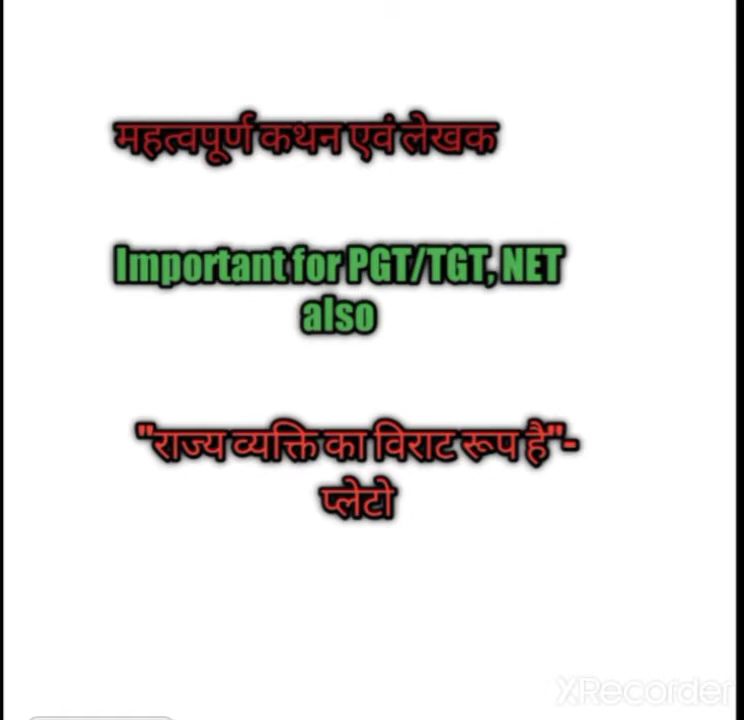 महत्वपूर्ण कथन एवं लेखक
Important for PGT/TGT, NET
also
"राज्य व्यक्ति का विराट रूप है"-
प्लेटो
XRecorder